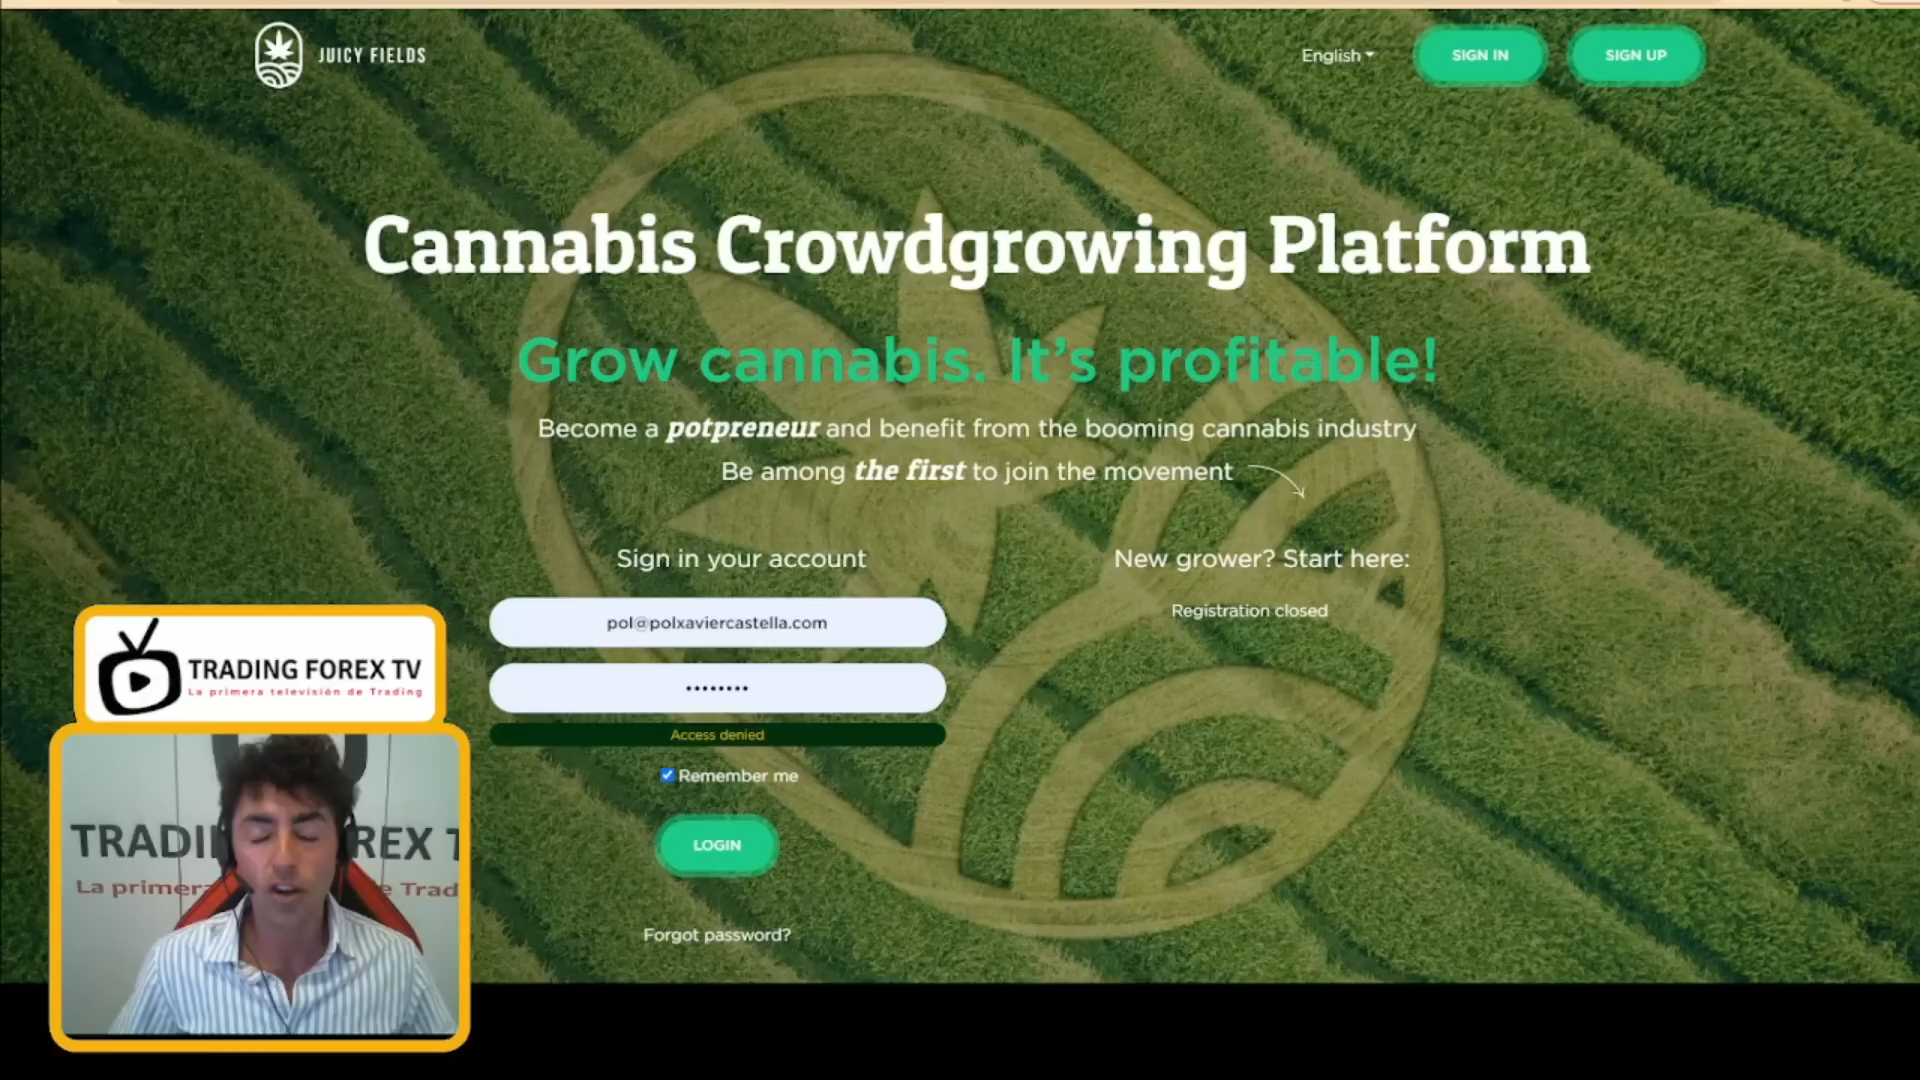 JUICY FIELDS
English
SIGN IN
SIGN UP
Cannabis Crowdgrowing Platform
Grow cannabis. It's profitable!
Become a potpreneur and benefit from the booming cannabis industry
Be among the first to join the movement
Sign in your account
New grower? Start here:
pol@polxaviercastella.com
Registration closed
••••••••
Access denied
Remember me
LOGIN
Forgot password?
TRADING FOREX TV
La primera televisión de Trading
TRADI REX T
La primera e Trad